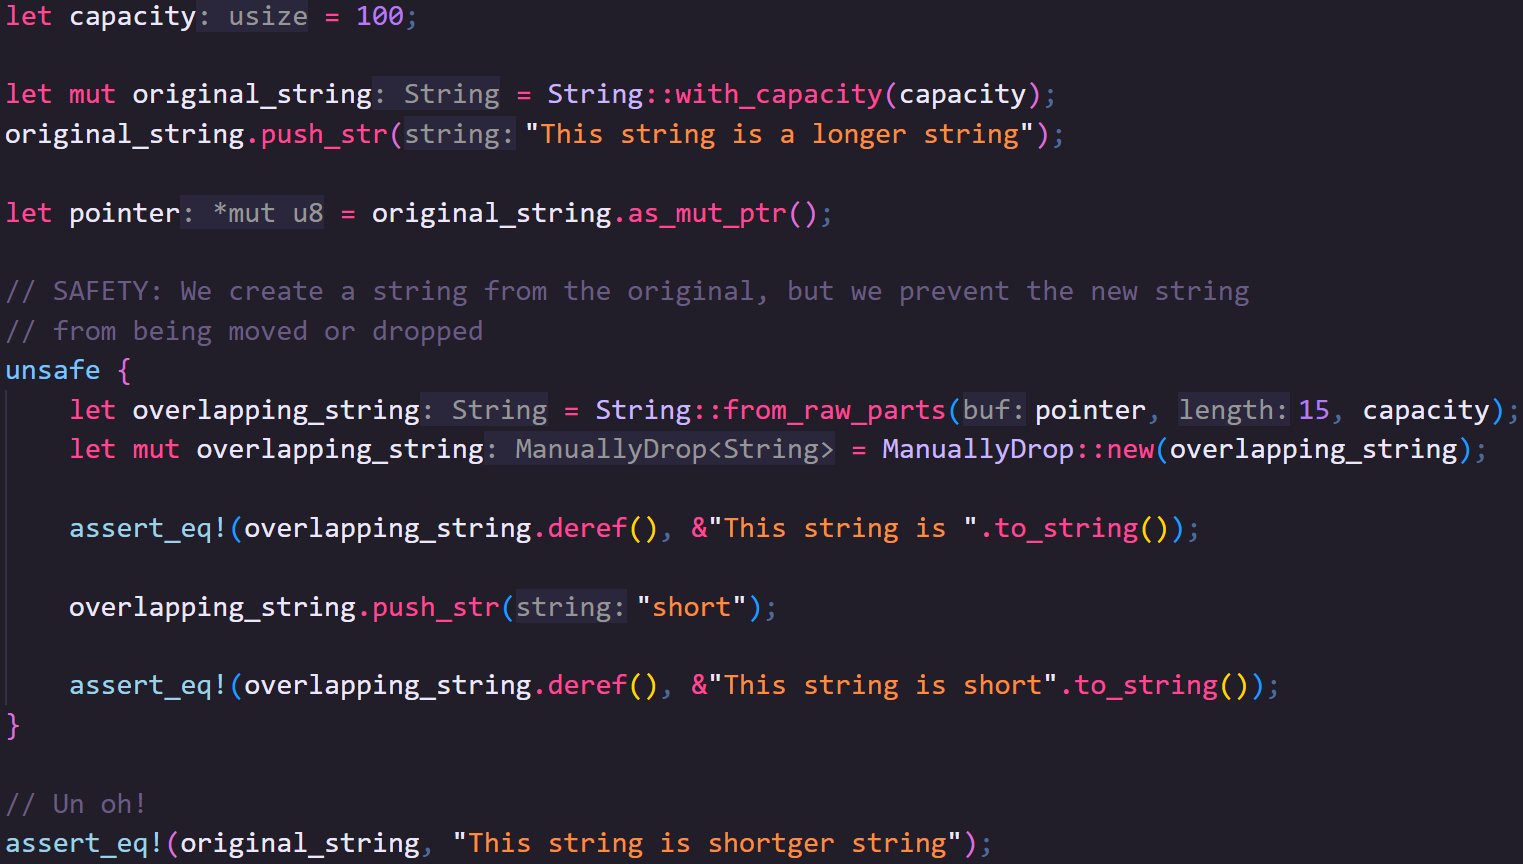 let capacity: usize = 100;
let mut original_string: String = String::with_capacity(capacity);
original_string.push_str(string: "This string is a longer string");
let pointer: *mut u8 = original_string.as_mut_ptr();
// SAFETY: We create a string from the original, but we prevent the new string
// from being moved or dropped
unsafe {
    let overlapping_string: String = String::from_raw_parts(buf: pointer, length: 15, capacity);
    let mut overlapping_string: ManuallyDrop<String> = ManuallyDrop::new(overlapping_string);
    assert_eq!(overlapping_string.deref(), &"This string is ".to_string());
    overlapping_string.push_str(string: "short");
    assert_eq!(overlapping_string.deref(), &"This string is short".to_string());
}
// Un oh!
assert_eq!(original_string, "This string is shortger string");